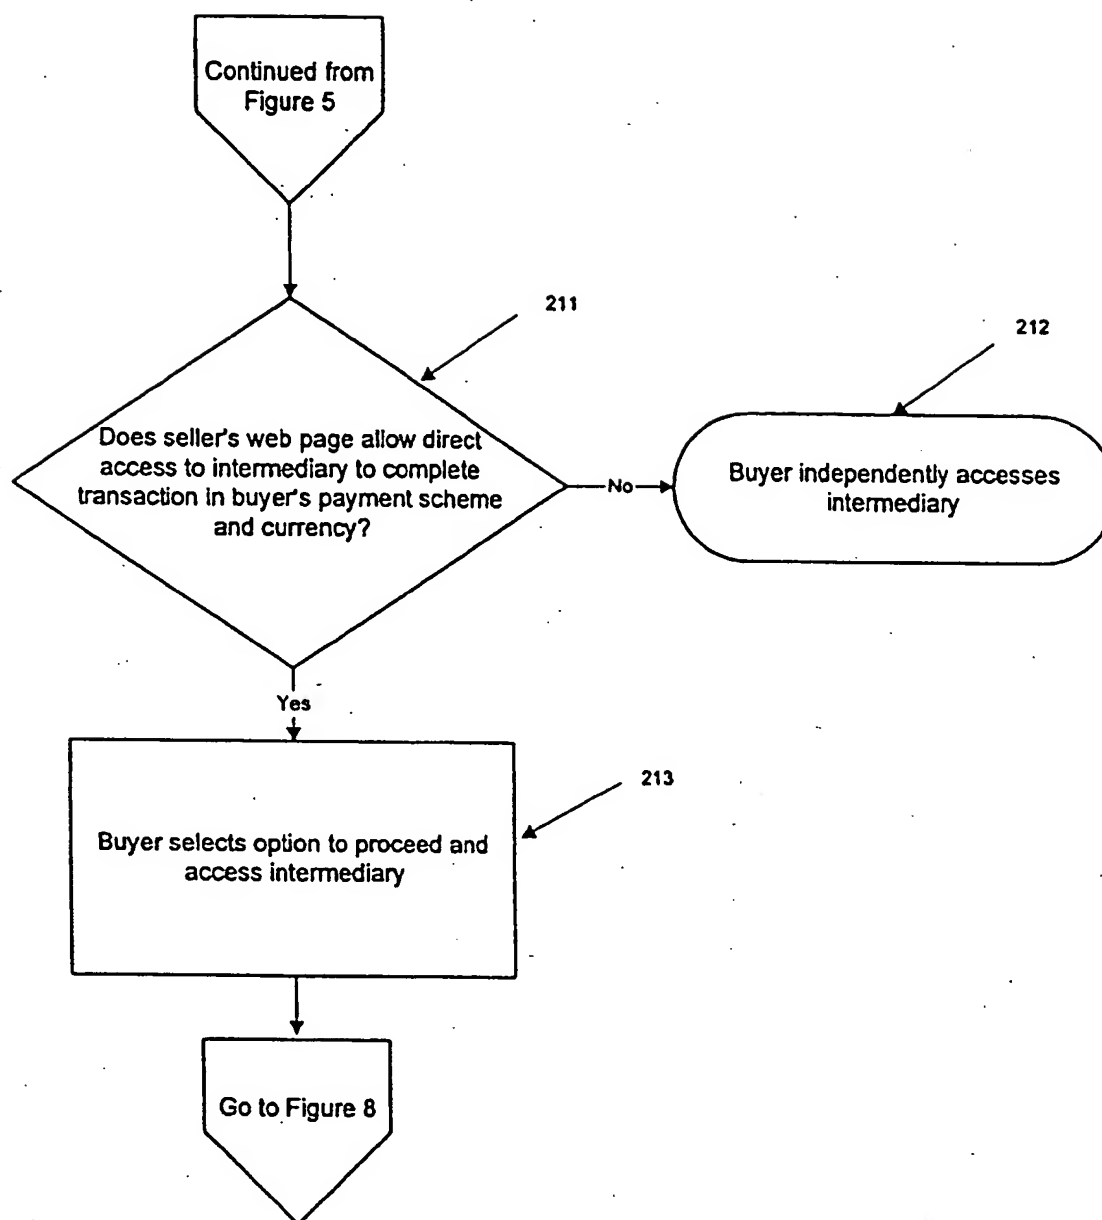 Continued from
Figure 5
211
212
Does seller's web page allow direct
access to intermediary to complete
transaction in buyer's payment scheme
and currency?
No
Buyer independently accesses
intermediary
Yes
213
Buyer selects option to proceed and
access intermediary
Go to Figure 8